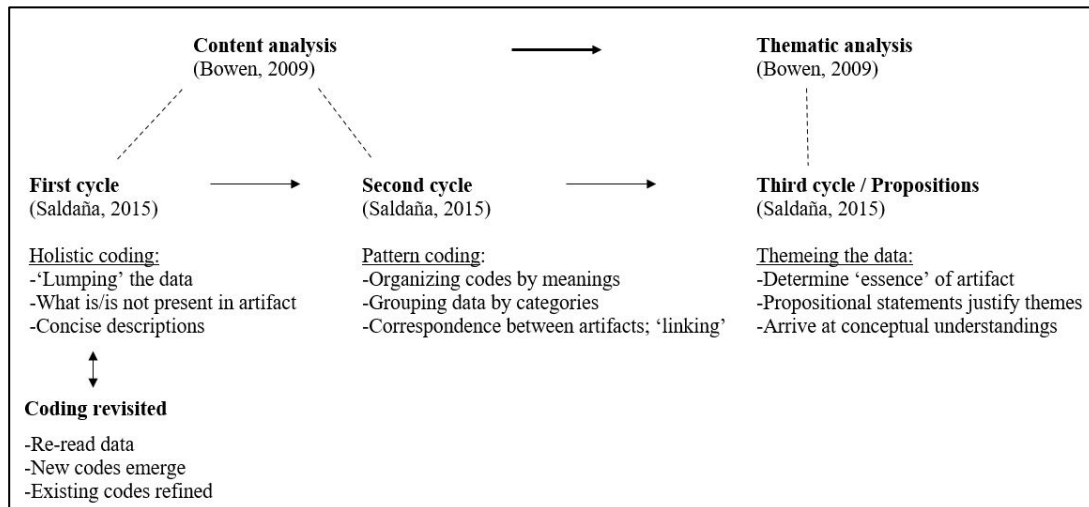 Content analysis
(Bowen, 2009)
Thematic analysis
(Bowen, 2009)
First cycle
(Saldaña, 2015)
Second cycle
(Saldaña, 2015)
Third cycle / Propositions
(Saldaña, 2015)
Holistic coding:
-‘Lumping’ the data
-What is/is not present in artifact
-Concise descriptions
Pattern coding:
-Organizing codes by meanings
-Grouping data by categories
-Correspondence between artifacts; ‘linking’
Themeing the data:
-Determine ‘essence’ of artifact
-Propositional statements justify themes
-Arrive at conceptual understandings
Coding revisited
-Re-read data
-New codes emerge
-Existing codes refined